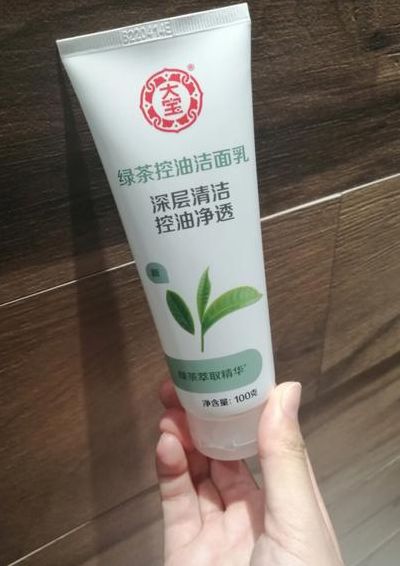 大宝
绿茶控油洁面乳
深层清洁
控油净透
绿茶萃取精华
净含量: 100克